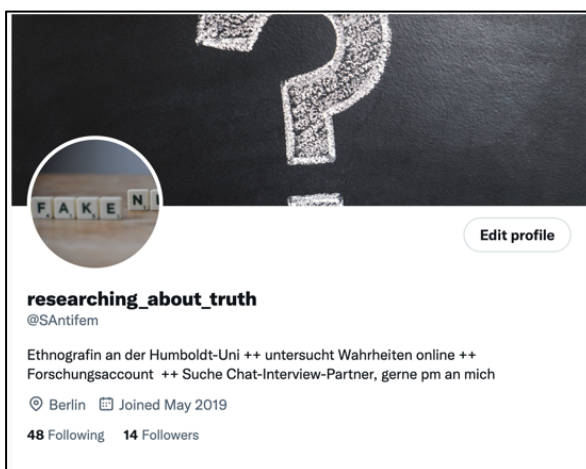 ?
FAKE N
Edit profile
researching_about_truth
@SAntifem
Ethnografin an der Humboldt-Uni ++ untersucht Wahrheiten online ++
Forschungsaccount ++ Suche Chat-Interview-Partner, gerne pm an mich
Berlin Joined May 2019
48 Following 14 Followers